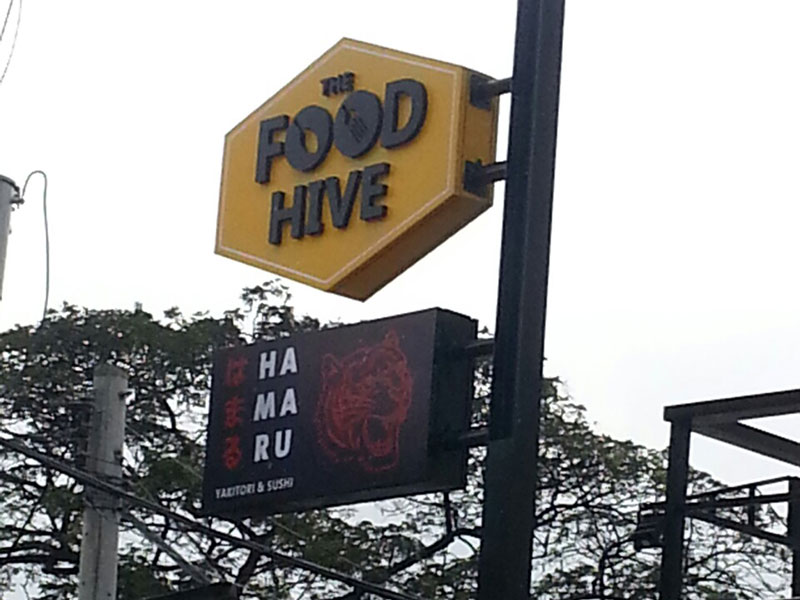 THE
FOOD
HIVE
は HA
ま MA
る RU
YAKITORI & SUSHI